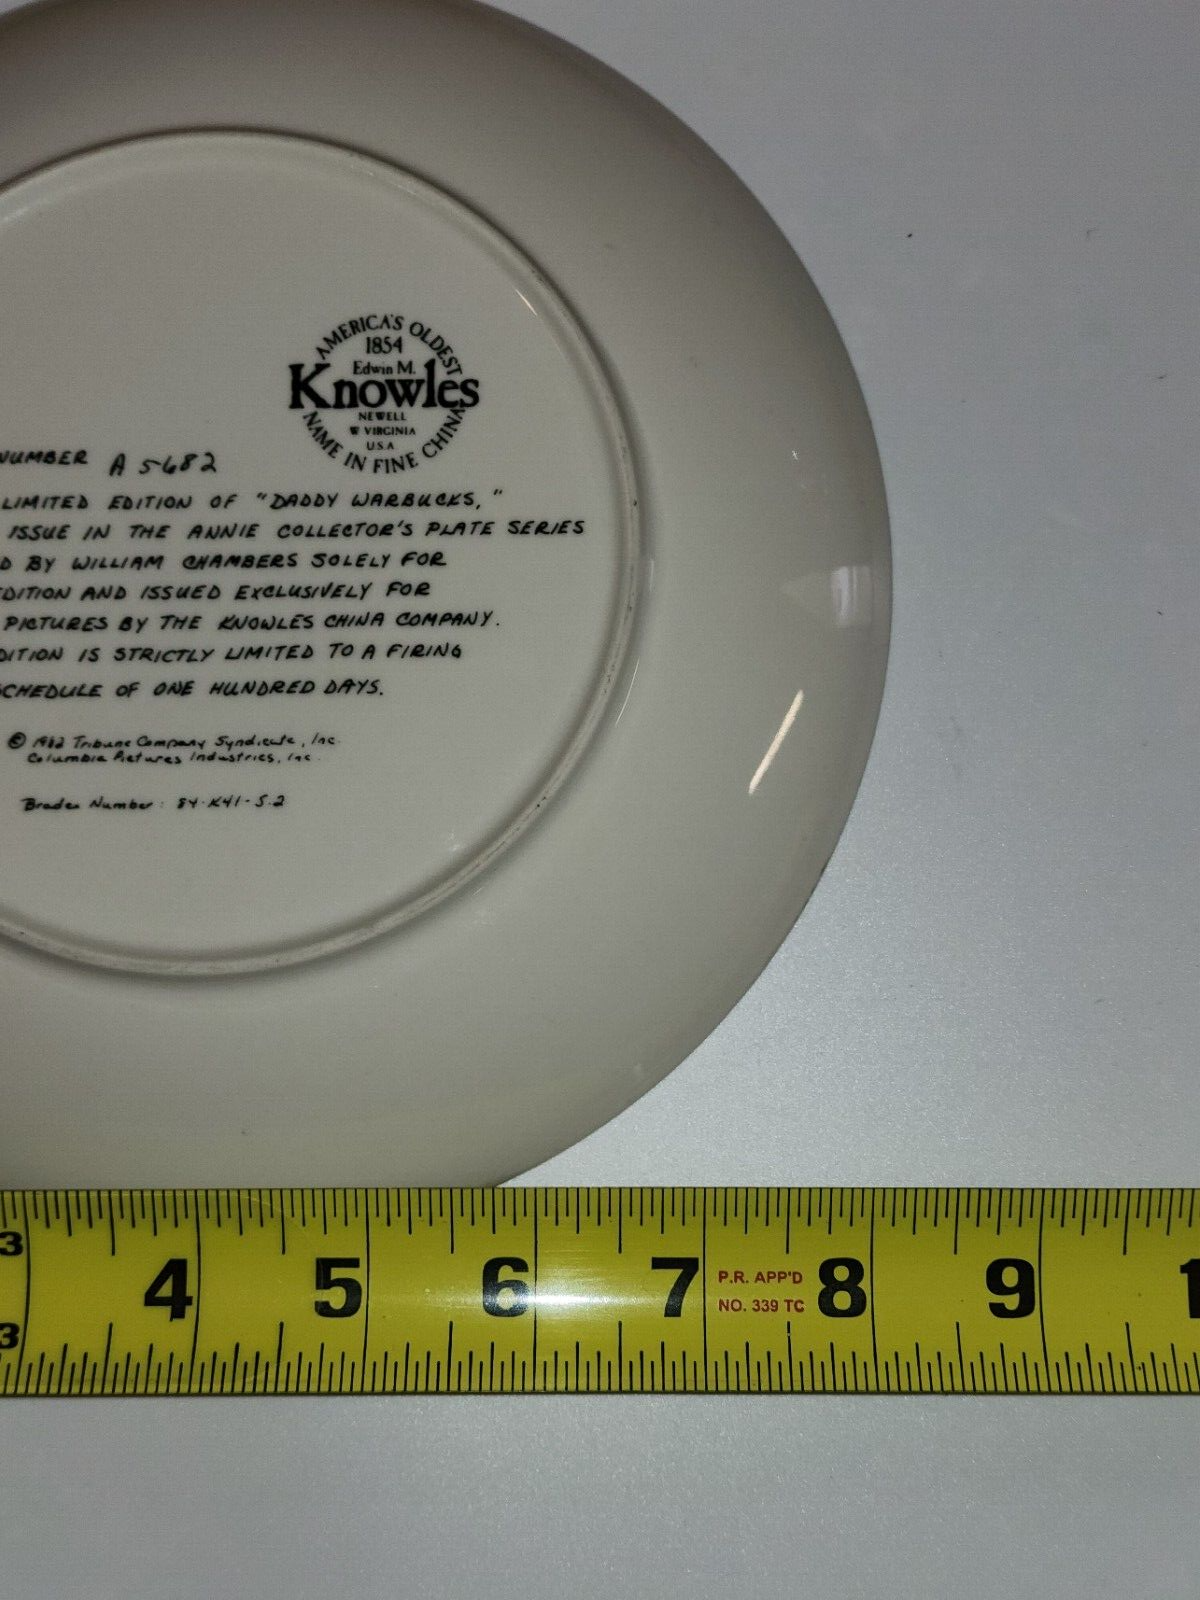 AMERICA'S OLDEST
1854
Edwin M.
Knowles
NEWELL
W VIRGINIA
U.S.A
NAME IN FINE CHINA
NUMBER A 5682
LIMITED EDITION OF "DADDY WARBUCKS,"
ISSUE IN THE ANNIE COLLECTOR'S PLATE SERIES
D BY WILLIAM CHAMBERS SOLELY FOR
EDITION AND ISSUED EXCLUSIVELY FOR
PICTURES BY THE KNOWLES CHINA COMPANY.
DITION IS STRICTLY LIMITED TO A FIRING
SCHEDULE OF ONE HUNDRED DAYS.
© 1982 Tribune Company Syndicate, Inc.
Columbia Pictures Industries, Inc.
Bradex Number: 84-K41-5.2
3 4 5 6 7 8 9 1
P.R. APP'D
NO. 339 TC
3